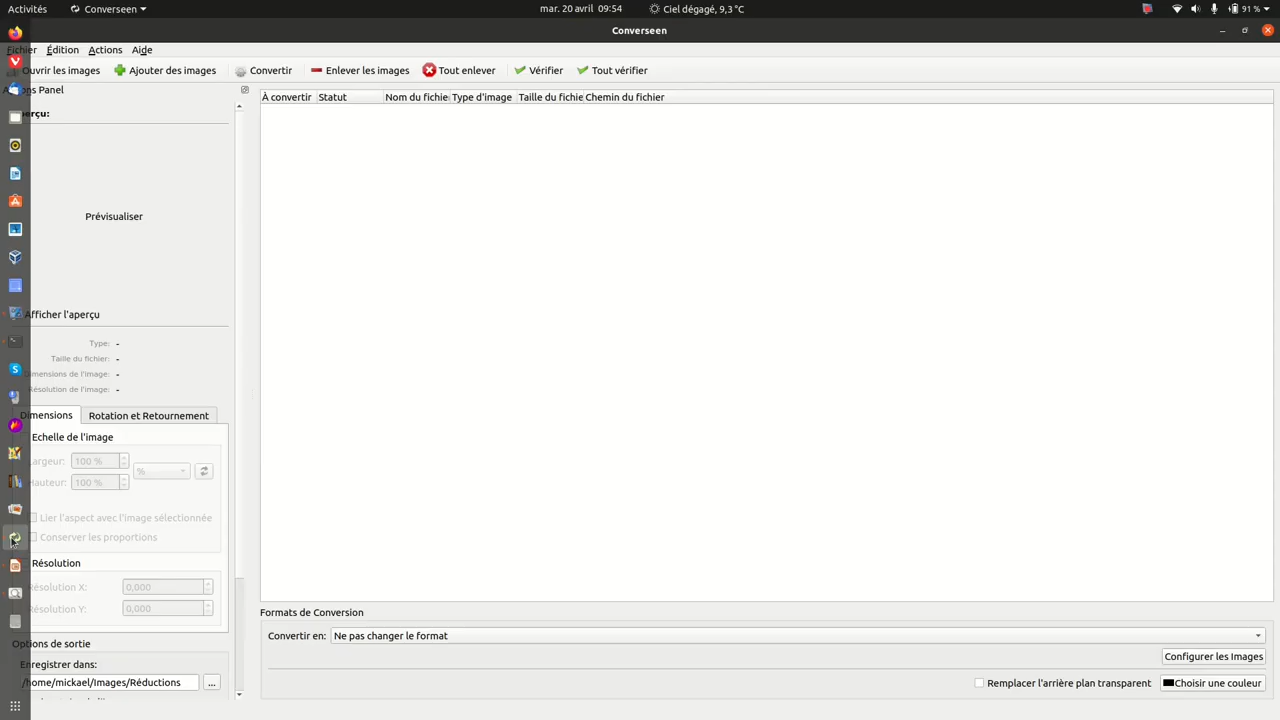 Activités
Converseen
mar. 20 avril 09:54
Ciel dégagé, 9,3 °C
91 %
Converseen
Fichier
Édition
Actions
Aide
Ouvrir les images
Ajouter des images
Convertir
Enlever les images
Tout enlever
Vérifier
Tout vérifier
Panel
À convertir
Statut
Nom du fichie
Type d'image
Taille du fichie
Chemin du fichier
erçu:
Prévisualiser
Afficher l'aperçu
Type: -
Taille du fichier: -
Dimensions de l'image: -
Résolution de l'image: -
Dimensions
Rotation et Retournement
Echelle de l'image
Largeur: 100 %
%
Hauteur: 100 %
Lier l'aspect avec l'image sélectionnée
Conserver les proportions
Résolution
Résolution X: 0,000
Résolution Y: 0,000
Options de sortie
Enregistrer dans:
/home/mickael/Images/Réductions
...
Formats de Conversion
Convertir en: Ne pas changer le format
Configurer les Images
Remplacer l'arrière plan transparent
Choisir une couleur